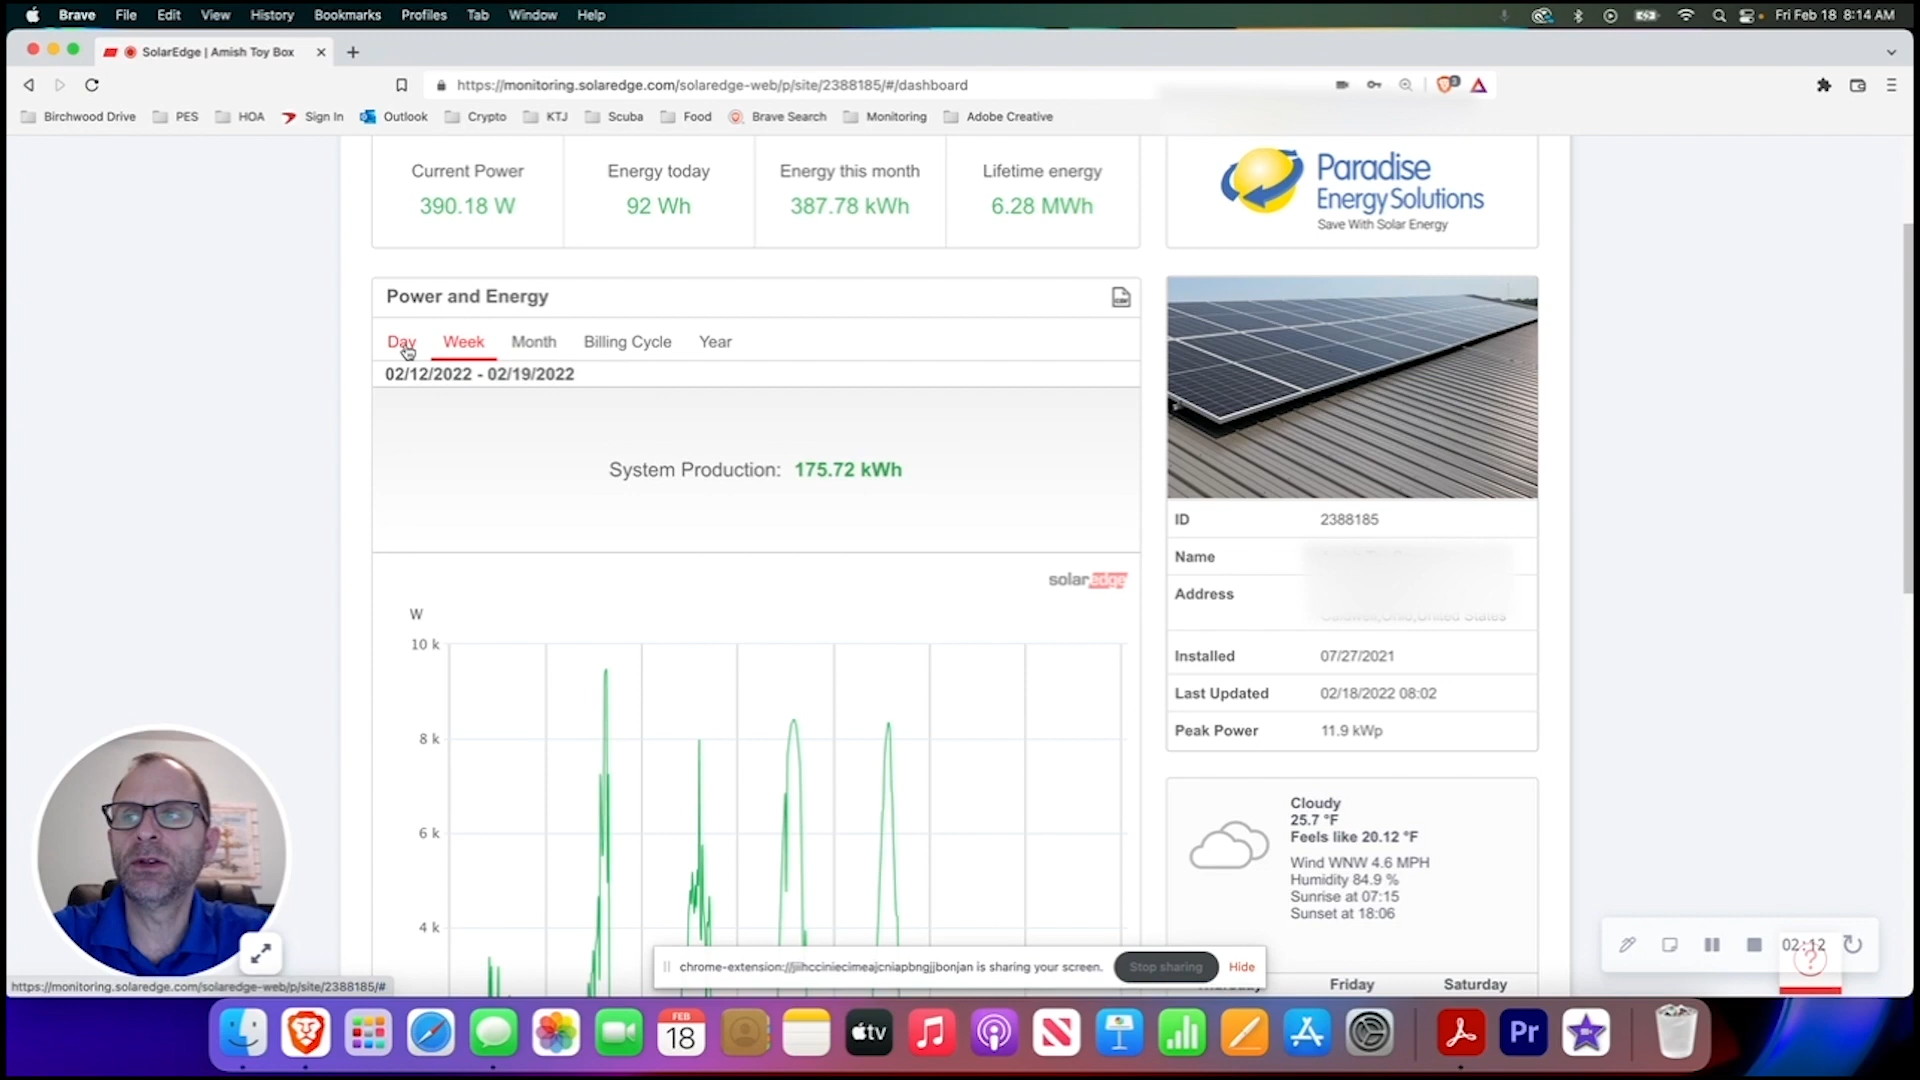 Brave File Edit View History Bookmarks Profiles Tab Window Help Fri Feb 18 8:14 AM
SolarEdge | Amish Toy Box
https://monitoring.solaredge.com/solaredge-web/p/site/2388185/#/dashboard
Birchwood Drive PES HOA Sign In Outlook Crypto KTJ Scuba Food Brave Search Monitoring Adobe Creative
Current Power Energy today Energy this month Lifetime energy
390.18 W 92 Wh 387.78 kWh 6.28 MWh
Paradise
Energy Solutions
Save With Solar Energy
Power and Energy
Day Week Month Billing Cycle Year
02/12/2022 - 02/19/2022
System Production: 175.72 kWh
solaredge
W
10 k
8 k
6 k
4 k
ID 2388185
Name
Address
Caldwell,Ohio,United States
Installed 07/27/2021
Last Updated 02/18/2022 08:02
Peak Power 11.9 kWp
Cloudy
25.7 °F
Feels like 20.12 °F
Wind WNW 4.6 MPH
Humidity 84.9 %
Sunrise at 07:15
Sunset at 18:06
Thursday Friday Saturday
02:12
?
Stop sharing Hide
https://monitoring.solaredge.com/solaredge-web/p/site/2388185/#
FEB
18
tv
Pr